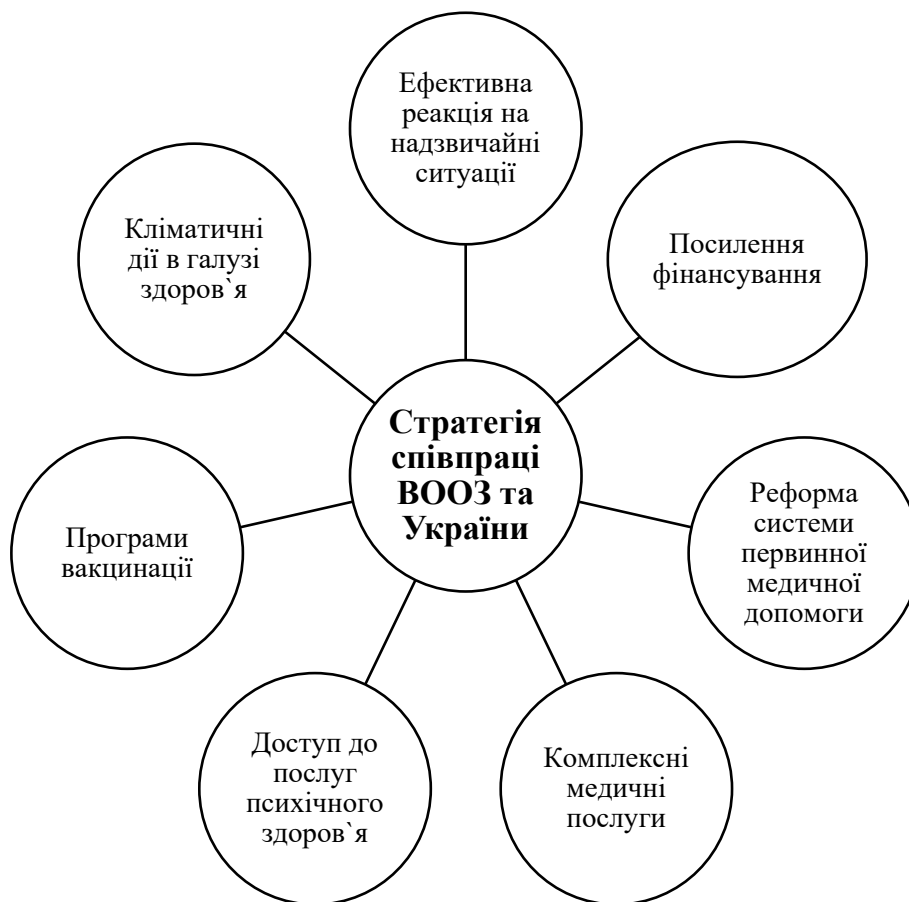 Ефективна
реакція на
надзвичайні
ситуації
Посилення
фінансування
Кліматичні
дії в галузі
здоров`я
Стратегія
співпраці
ВООЗ та
України
Реформа
системи
первинної
медичної
допомоги
Програми
вакцинації
Комплексні
медичні
послуги
Доступ до
послуг
психічного
здоров`я